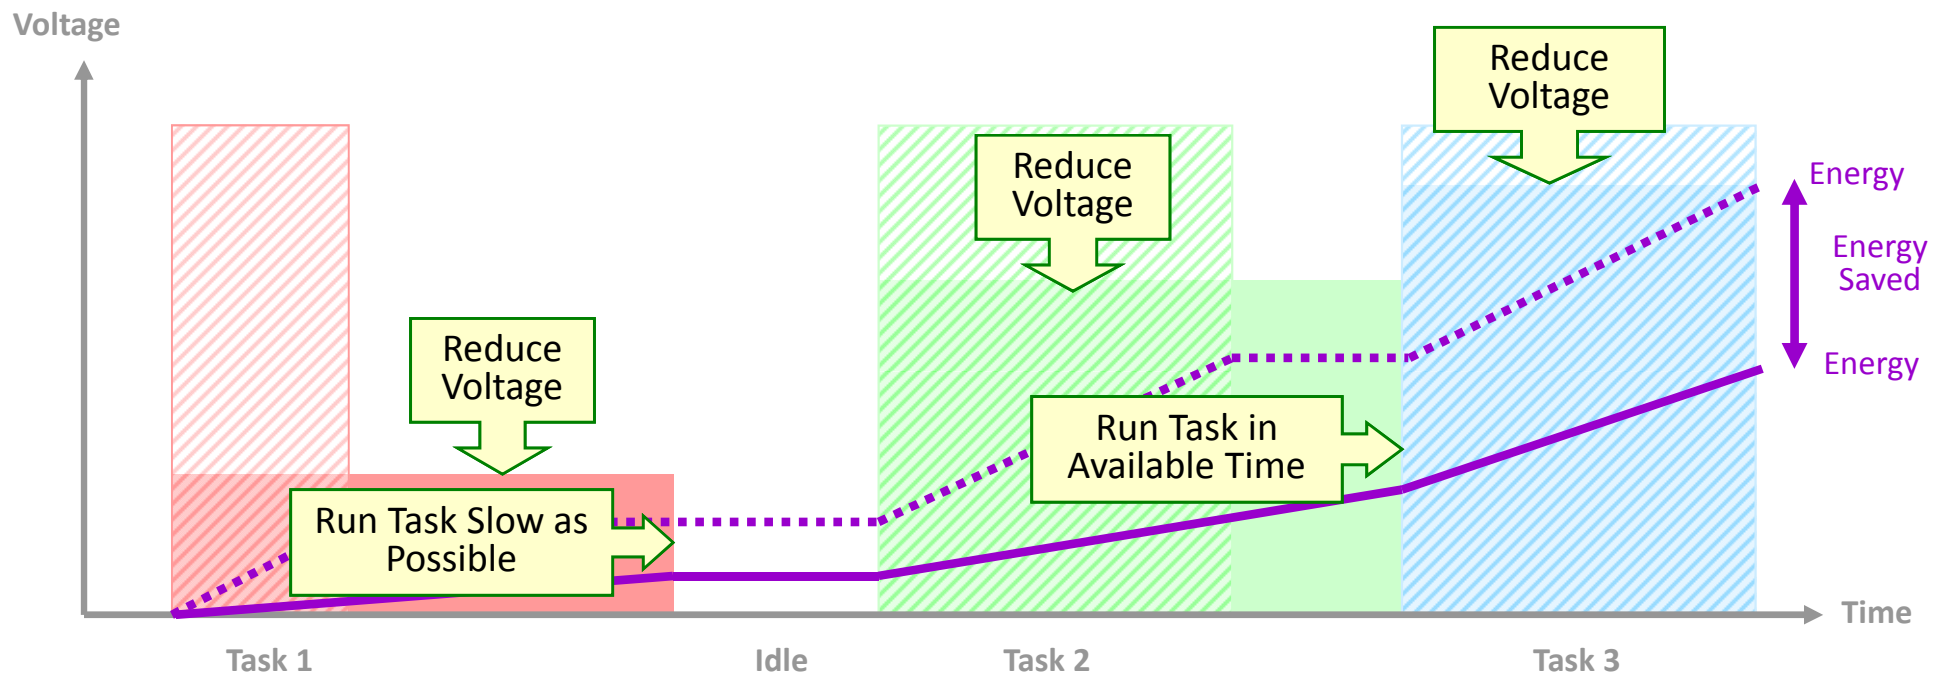 Voltage
Reduce
Voltage
Reduce
Voltage
Energy
Energy
Saved
Reduce
Voltage
Energy
Run Task in
Available Time
Run Task Slow as
Possible
Time
Task 1
Idle
Task 2
Task 3